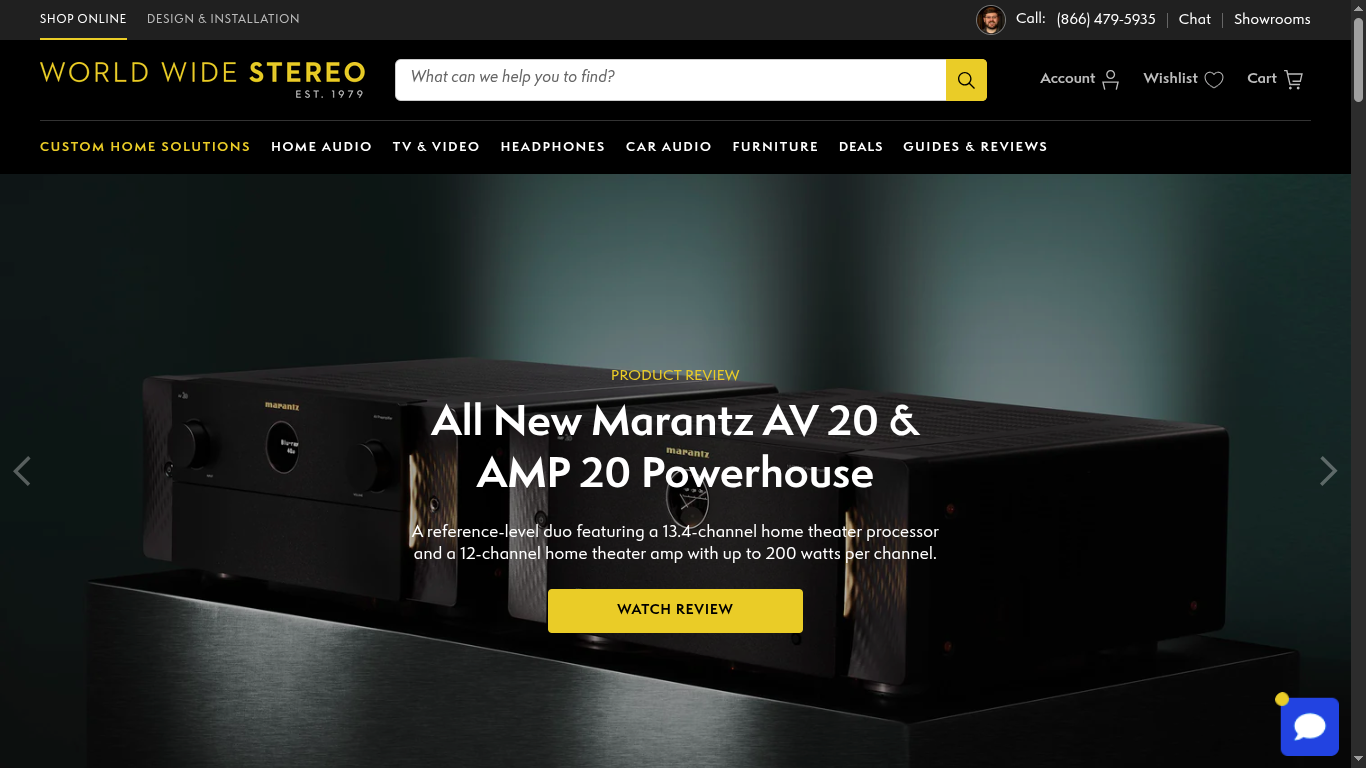 SHOP ONLINE
DESIGN & INSTALLATION
Call: (866) 479-5935
Chat
Showrooms
WORLD WIDE STEREO
EST. 1979
What can we help you to find?
Account
Wishlist
Cart
CUSTOM HOME SOLUTIONS
HOME AUDIO
TV & VIDEO
HEADPHONES
CAR AUDIO
FURNITURE
DEALS
GUIDES & REVIEWS
marantz
PRODUCT REVIEW
All New Marantz AV 20 &
marantz
AMP 20 Powerhouse
A reference-level duo featuring a 13.4-channel home theater processor
and a 12-channel home theater amp with up to 200 watts per channel.
WATCH REVIEW